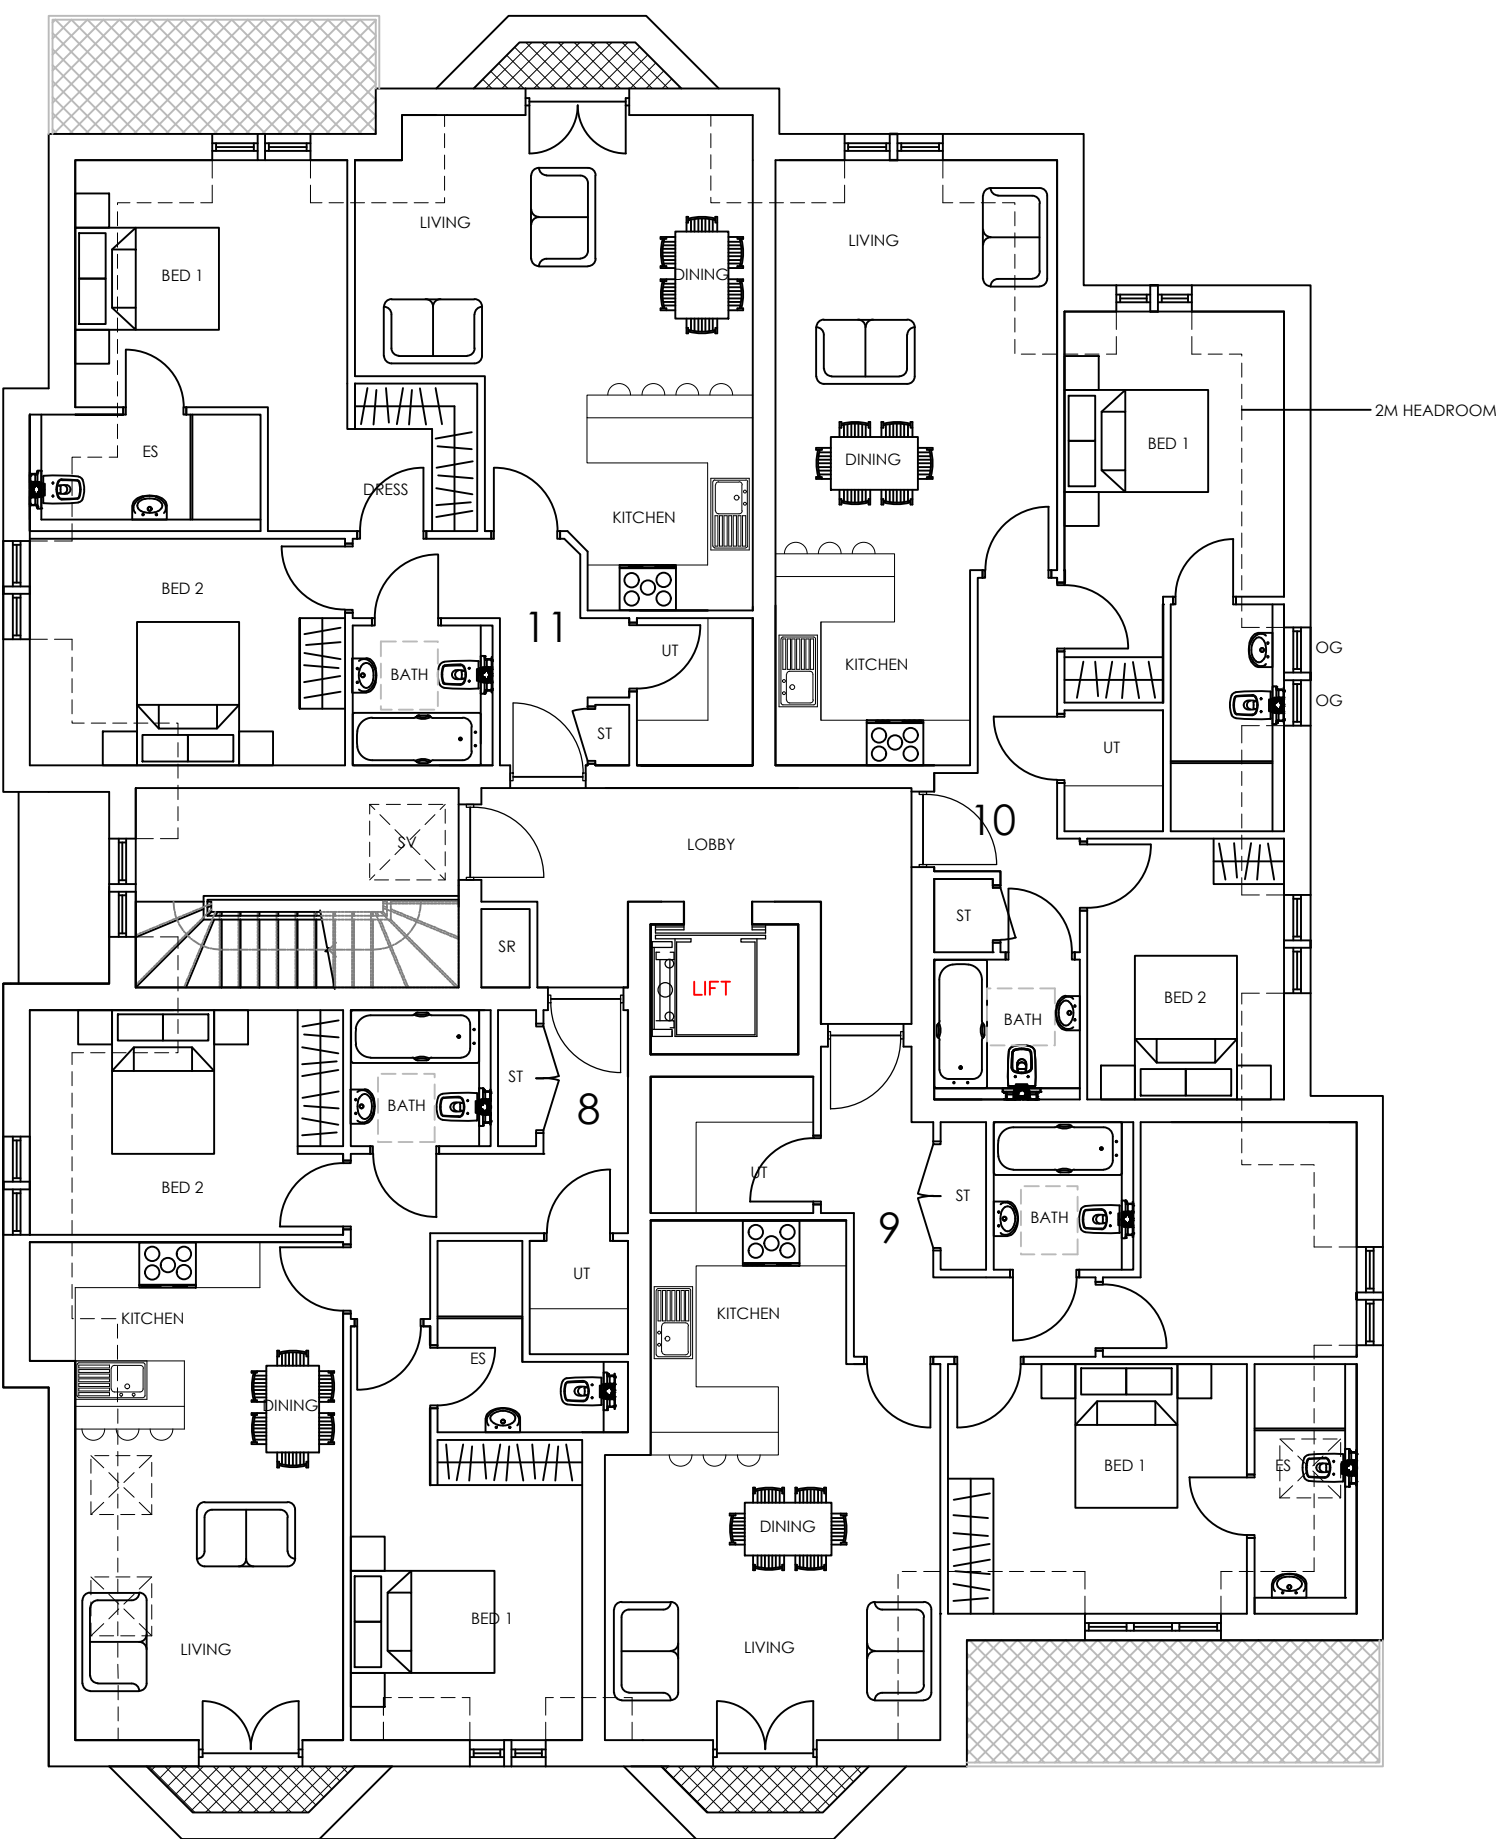 LIVING
LIVING
BED 1
DINING
2M HEADROOM
BED 1
ES
DINING
DRESS
KITCHEN
BED 2
11
OG
UT
KITCHEN
BATH
OG
ST
UT
10
SV
LOBBY
ST
SR
LIFT
BED 2
BATH
ST
BATH
8
UT
BED 2
ST
BATH
9
UT
KITCHEN
KITCHEN
ES
DINING
BED 1
ES
DINING
BED 1
LIVING
LIVING